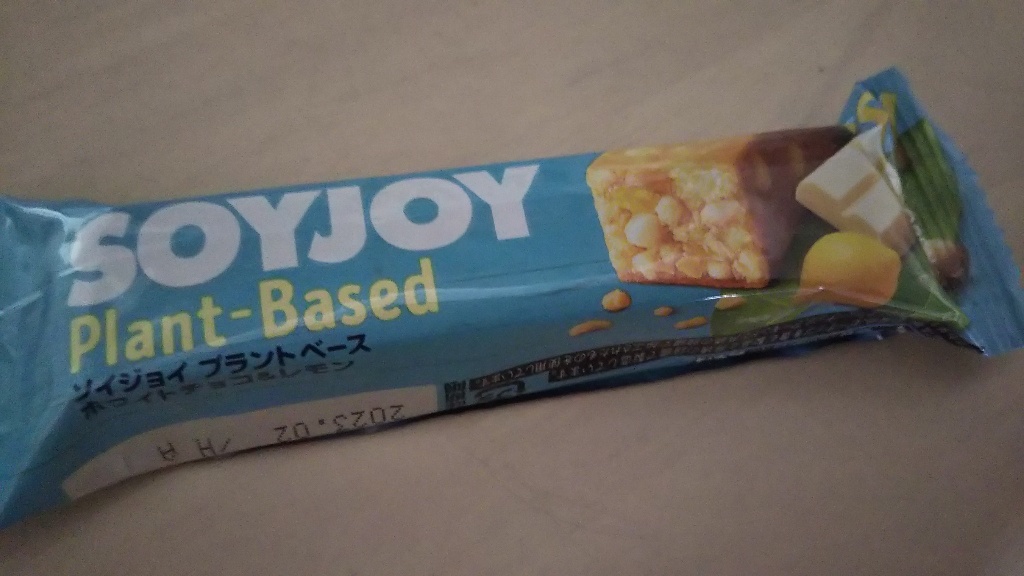 SOYJOY
Plant-Based
ソイジョイ プラントベース
ホワイトチョコ&レモン
2023.02
/H A